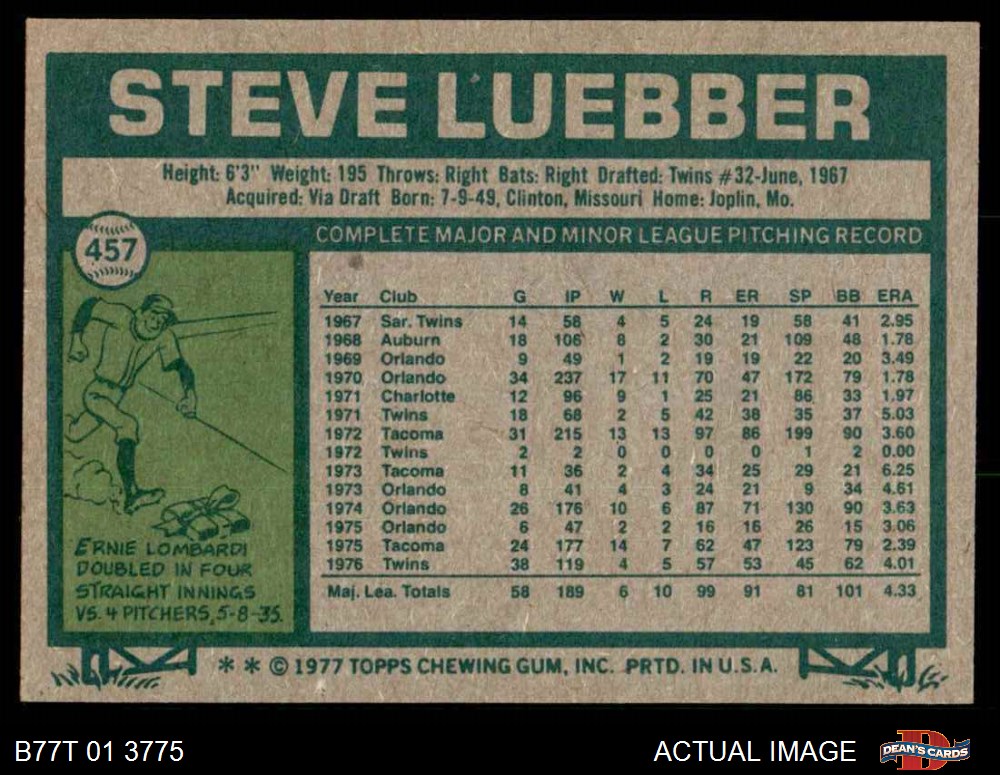 STEVE LUEBBER
Height: 6'3" Weight: 195 Throws: Right Bats: Right Drafted: Twins #32-June, 1967
Acquired: Via Draft Born: 7-9-49, Clinton, Missouri Home: Joplin, Mo.
457
COMPLETE MAJOR AND MINOR LEAGUE PITCHING RECORD
Year Club G IP W L R ER SP BB ERA
1967 Sar. Twins 14 58 4 5 24 19 58 41 2.95
1968 Auburn 18 106 8 2 30 21 109 48 1.78
1969 Orlando 9 49 1 2 19 19 22 20 3.49
1970 Orlando 34 237 17 11 70 47 172 79 1.78
1971 Charlotte 12 96 9 1 25 21 86 33 1.97
1971 Twins 18 68 2 5 42 38 35 37 5.03
1972 Tacoma 31 215 13 13 97 86 199 90 3.60
1972 Twins 2 2 0 0 0 0 1 2 0.00
1973 Tacoma 11 36 2 4 34 25 29 21 6.25
1973 Orlando 8 41 4 3 24 21 9 34 4.61
1974 Orlando 26 176 10 6 87 71 130 90 3.63
1975 Orlando 6 47 2 2 16 16 26 15 3.06
1975 Tacoma 24 177 14 7 62 47 123 79 2.39
1976 Twins 38 119 4 5 57 53 45 62 4.01
Maj. Lea. Totals 58 189 6 10 99 91 81 101 4.33
ERNIE LOMBARDI
DOUBLED IN FOUR
STRAIGHT INNINGS
VS. 4 PITCHERS, 5-8-35.
* * © 1977 TOPPS CHEWING GUM, INC. PRTD. IN U.S.A.
B77T 01 3775
ACTUAL IMAGE
DEAN'S CARDS